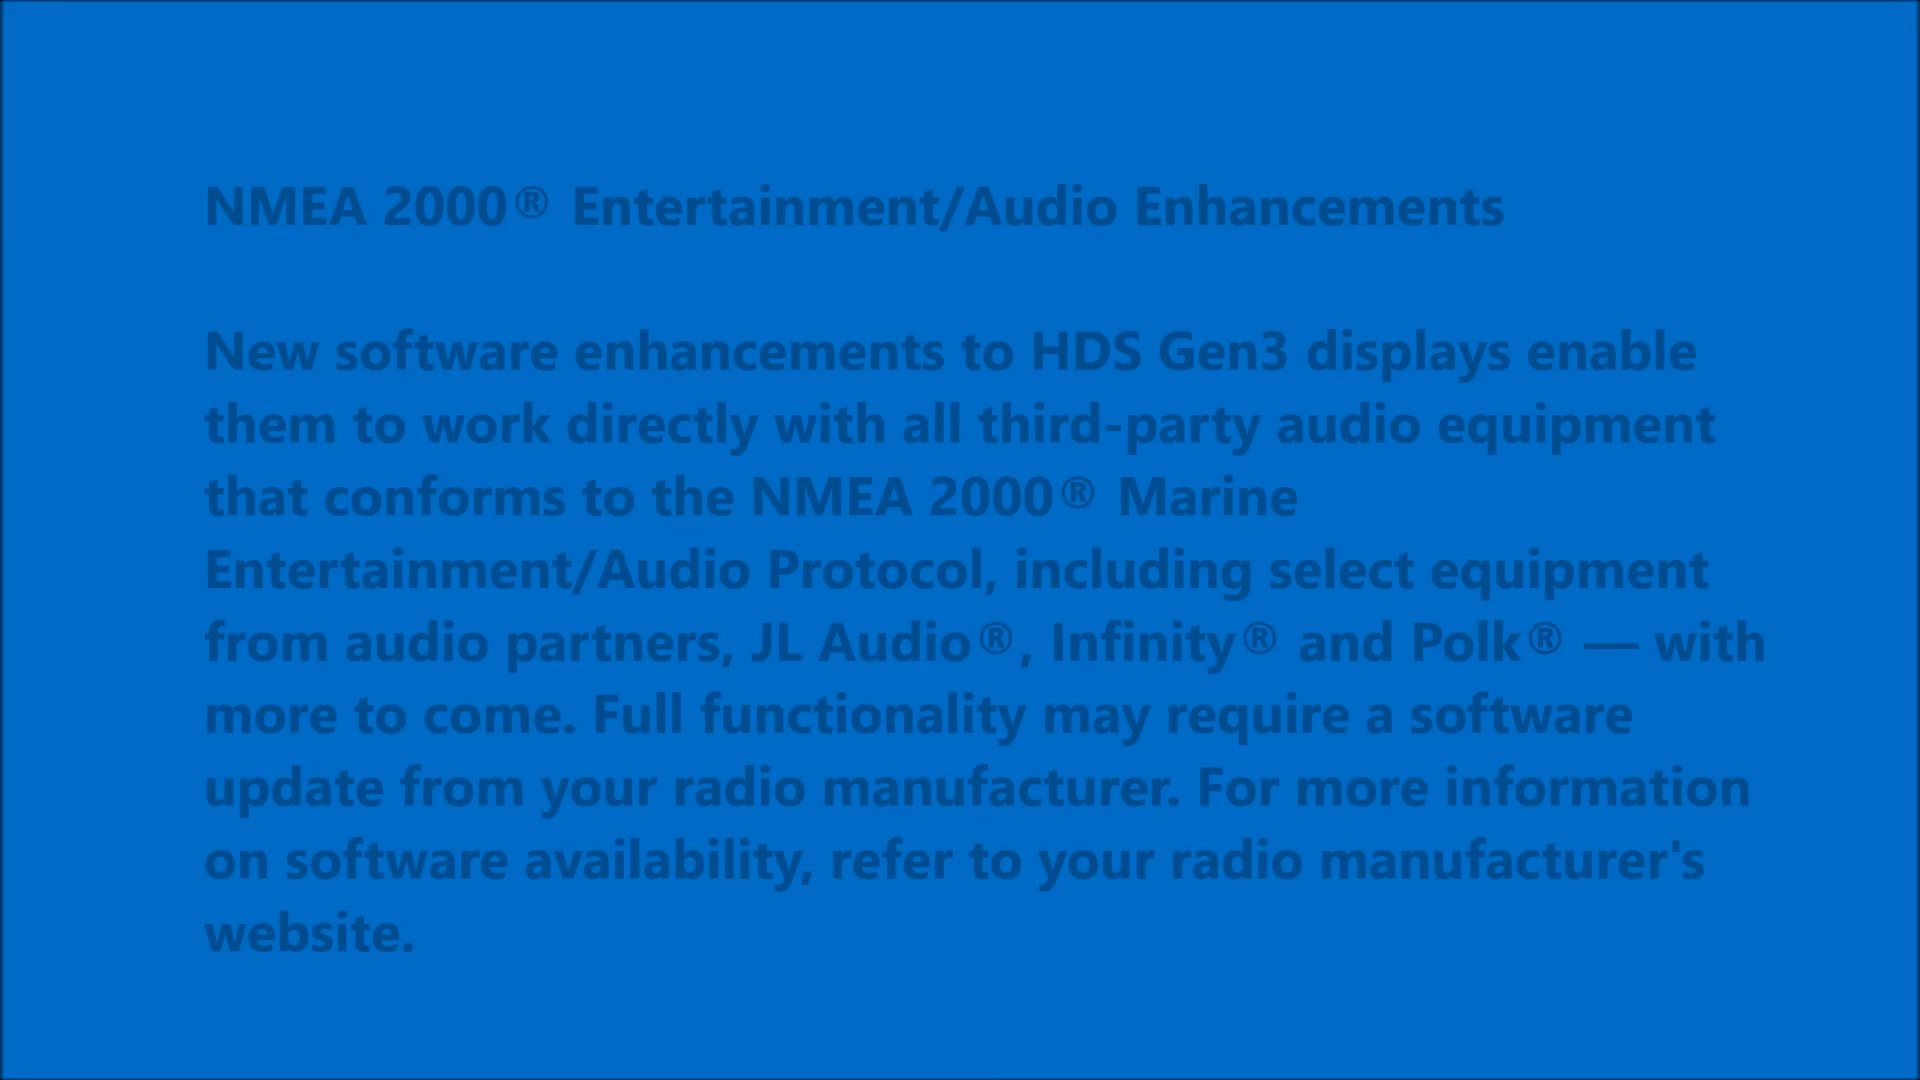 NMEA 2000® Entertainment/Audio Enhancements
New software enhancements to HDS Gen3 displays enable
them to work directly with all third-party audio equipment
that conforms to the NMEA 2000® Marine
Entertainment/Audio Protocol, including select equipment
from audio partners, JL Audio®, Infinity® and Polk® — with
more to come. Full functionality may require a software
update from your radio manufacturer. For more information
on software availability, refer to your radio manufacturer's
website.